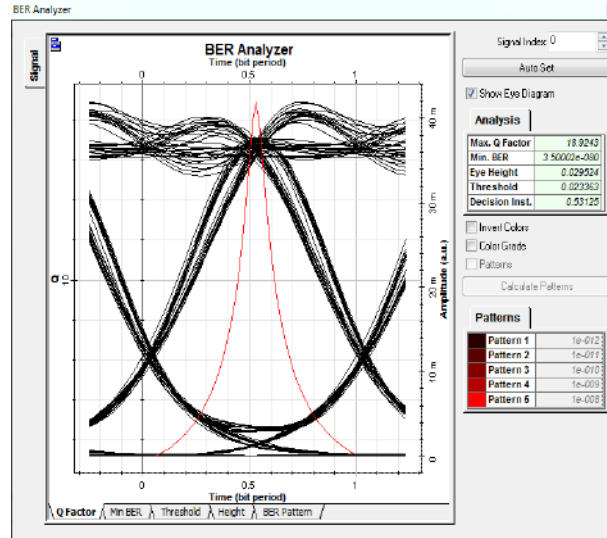 BER Analyzer
Signal
BER Analyzer
Time (bit period)
0 0.5 1
Q
10
0
40 m
30 m
20 m
10 m
0
Amplitude (a.u.)
0 0.5 1
Time (bit period)
Q Factor Min BER Threshold Height BER Pattern
Signal Index: 0
Auto Set
Show Eye Diagram
Analysis
Max. Q Factor 18.9243
Min. BER 3.50002e-080
Eye Height 0.029524
Threshold 0.023363
Decision Inst. 0.53125
Invert Colors
Color Grade
Patterns
Calculate Patterns
Patterns
Pattern 1 1e-012
Pattern 2 1e-011
Pattern 3 1e-010
Pattern 4 1e-009
Pattern 5 1e-008